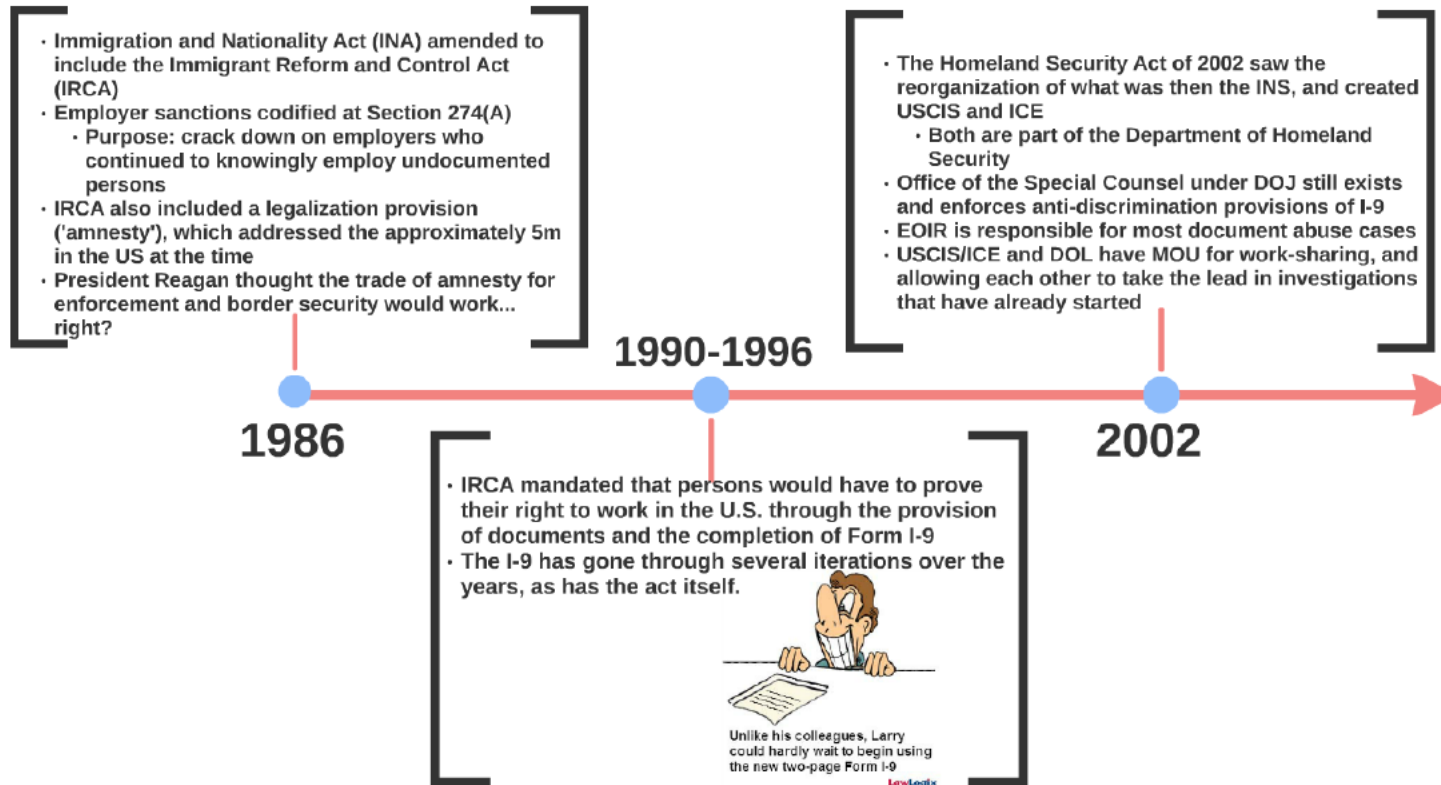 · Immigration and Nationality Act (INA) amended to
include the Immigrant Reform and Control Act
(IRCA)
· Employer sanctions codified at Section 274(A)
· Purpose: crack down on employers who
continued to knowingly employ undocumented
persons
· IRCA also included a legalization provision
('amnesty'), which addressed the approximately 5m
in the US at the time
· President Reagan thought the trade of amnesty for
enforcement and border security would work...
right?
1986
1990-1996
· IRCA mandated that persons would have to prove
their right to work in the U.S. through the provision
of documents and the completion of Form I-9
· The I-9 has gone through several iterations over the
years, as has the act itself.
Unlike his colleagues, Larry
could hardly wait to begin using
the new two-page Form I-9
LawLogix
· The Homeland Security Act of 2002 saw the
reorganization of what was then the INS, and created
USCIS and ICE
· Both are part of the Department of Homeland
Security
· Office of the Special Counsel under DOJ still exists
and enforces anti-discrimination provisions of I-9
· EOIR is responsible for most document abuse cases
· USCIS/ICE and DOL have MOU for work-sharing, and
allowing each other to take the lead in investigations
that have already started
2002